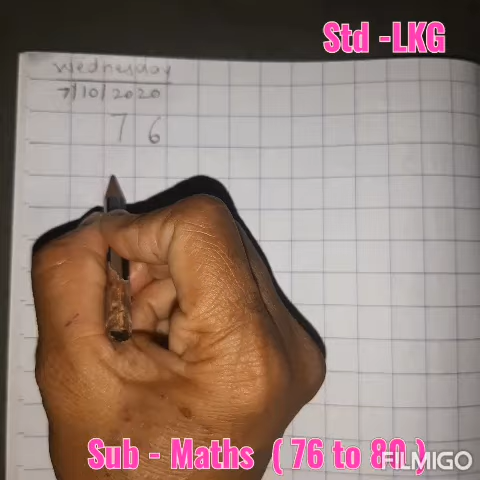 Std -LKG
Wednesday
7/10/2020
7 6
Sub - Maths ( 76 to 80 )
FILMIGO